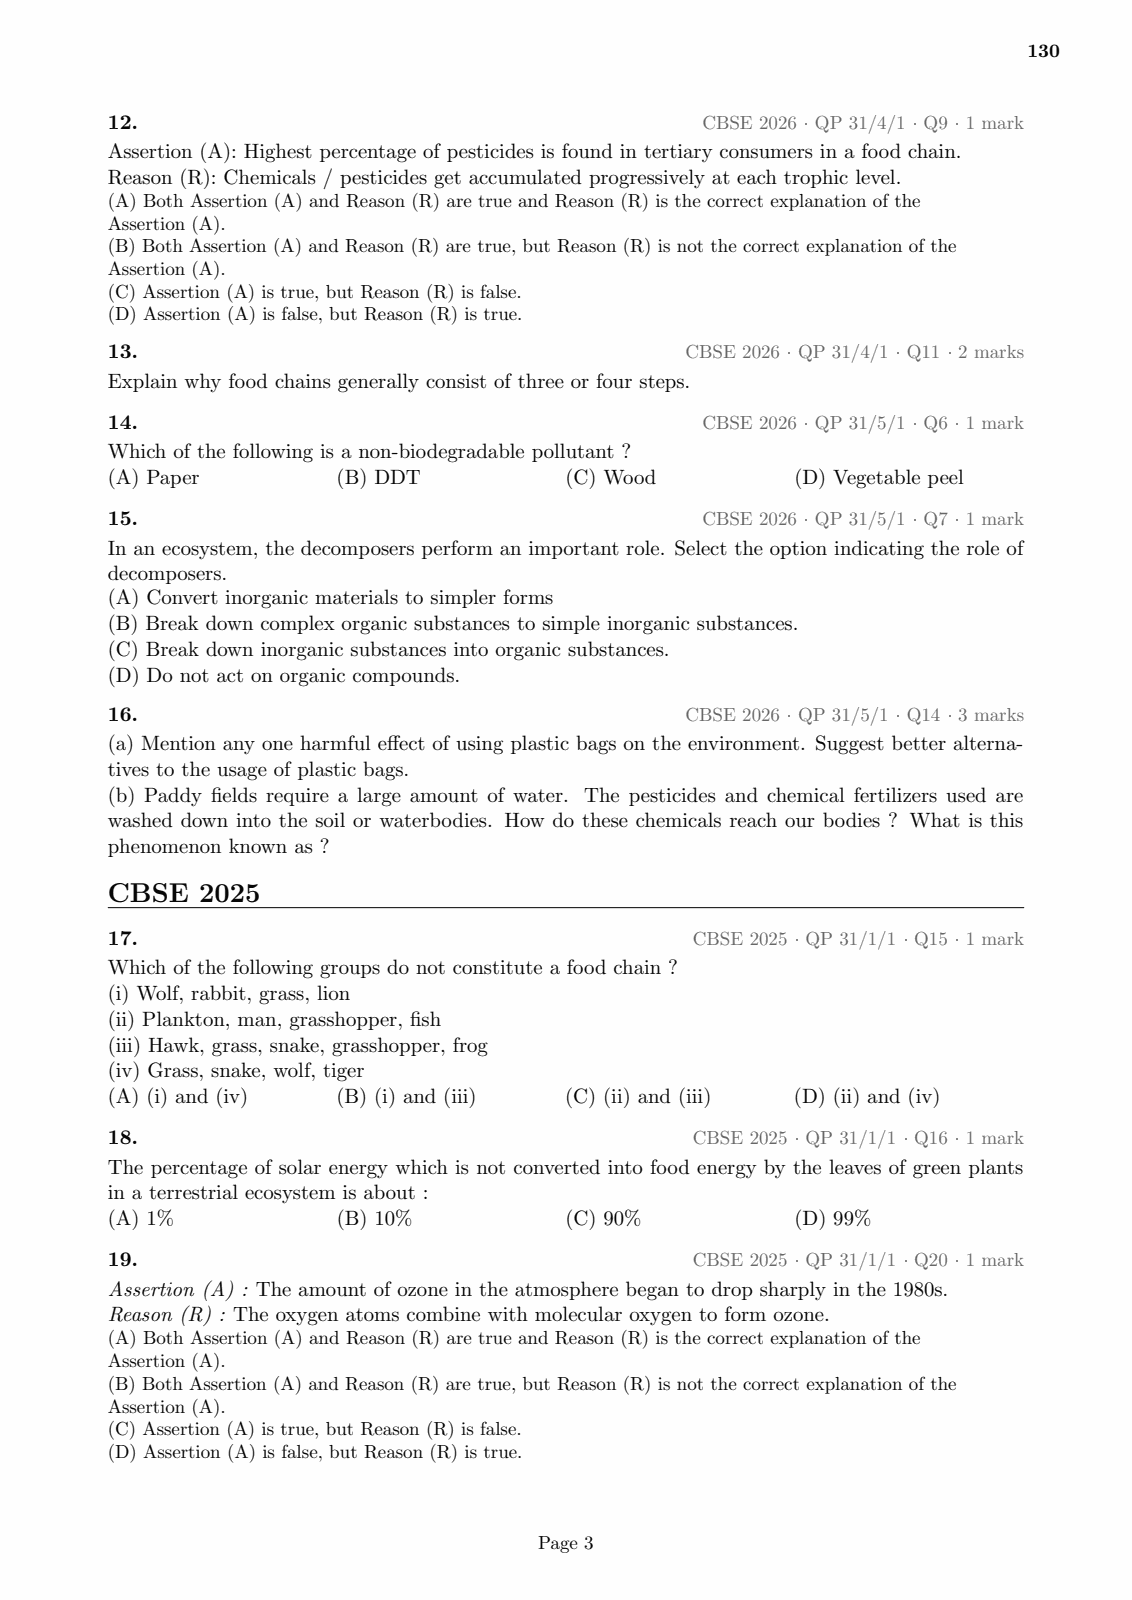 130
12. CBSE 2026 · QP 31/4/1 · Q9 · 1 mark
Assertion (A): Highest percentage of pesticides is found in tertiary consumers in a food chain.
Reason (R): Chemicals / pesticides get accumulated progressively at each trophic level.
(A) Both Assertion (A) and Reason (R) are true and Reason (R) is the correct explanation of the
Assertion (A).
(B) Both Assertion (A) and Reason (R) are true, but Reason (R) is not the correct explanation of the
Assertion (A).
(C) Assertion (A) is true, but Reason (R) is false.
(D) Assertion (A) is false, but Reason (R) is true.
13. CBSE 2026 · QP 31/4/1 · Q11 · 2 marks
Explain why food chains generally consist of three or four steps.
14. CBSE 2026 · QP 31/5/1 · Q6 · 1 mark
Which of the following is a non-biodegradable pollutant ?
(A) Paper (B) DDT (C) Wood (D) Vegetable peel
15. CBSE 2026 · QP 31/5/1 · Q7 · 1 mark
In an ecosystem, the decomposers perform an important role. Select the option indicating the role of
decomposers.
(A) Convert inorganic materials to simpler forms
(B) Break down complex organic substances to simple inorganic substances.
(C) Break down inorganic substances into organic substances.
(D) Do not act on organic compounds.
16. CBSE 2026 · QP 31/5/1 · Q14 · 3 marks
(a) Mention any one harmful effect of using plastic bags on the environment. Suggest better alterna-
tives to the usage of plastic bags.
(b) Paddy fields require a large amount of water. The pesticides and chemical fertilizers used are
washed down into the soil or waterbodies. How do these chemicals reach our bodies ? What is this
phenomenon known as ?
CBSE 2025
17. CBSE 2025 · QP 31/1/1 · Q15 · 1 mark
Which of the following groups do not constitute a food chain ?
(i) Wolf, rabbit, grass, lion
(ii) Plankton, man, grasshopper, fish
(iii) Hawk, grass, snake, grasshopper, frog
(iv) Grass, snake, wolf, tiger
(A) (i) and (iv) (B) (i) and (iii) (C) (ii) and (iii) (D) (ii) and (iv)
18. CBSE 2025 · QP 31/1/1 · Q16 · 1 mark
The percentage of solar energy which is not converted into food energy by the leaves of green plants
in a terrestrial ecosystem is about :
(A) 1% (B) 10% (C) 90% (D) 99%
19. CBSE 2025 · QP 31/1/1 · Q20 · 1 mark
Assertion (A) : The amount of ozone in the atmosphere began to drop sharply in the 1980s.
Reason (R) : The oxygen atoms combine with molecular oxygen to form ozone.
(A) Both Assertion (A) and Reason (R) are true and Reason (R) is the correct explanation of the
Assertion (A).
(B) Both Assertion (A) and Reason (R) are true, but Reason (R) is not the correct explanation of the
Assertion (A).
(C) Assertion (A) is true, but Reason (R) is false.
(D) Assertion (A) is false, but Reason (R) is true.
Page 3